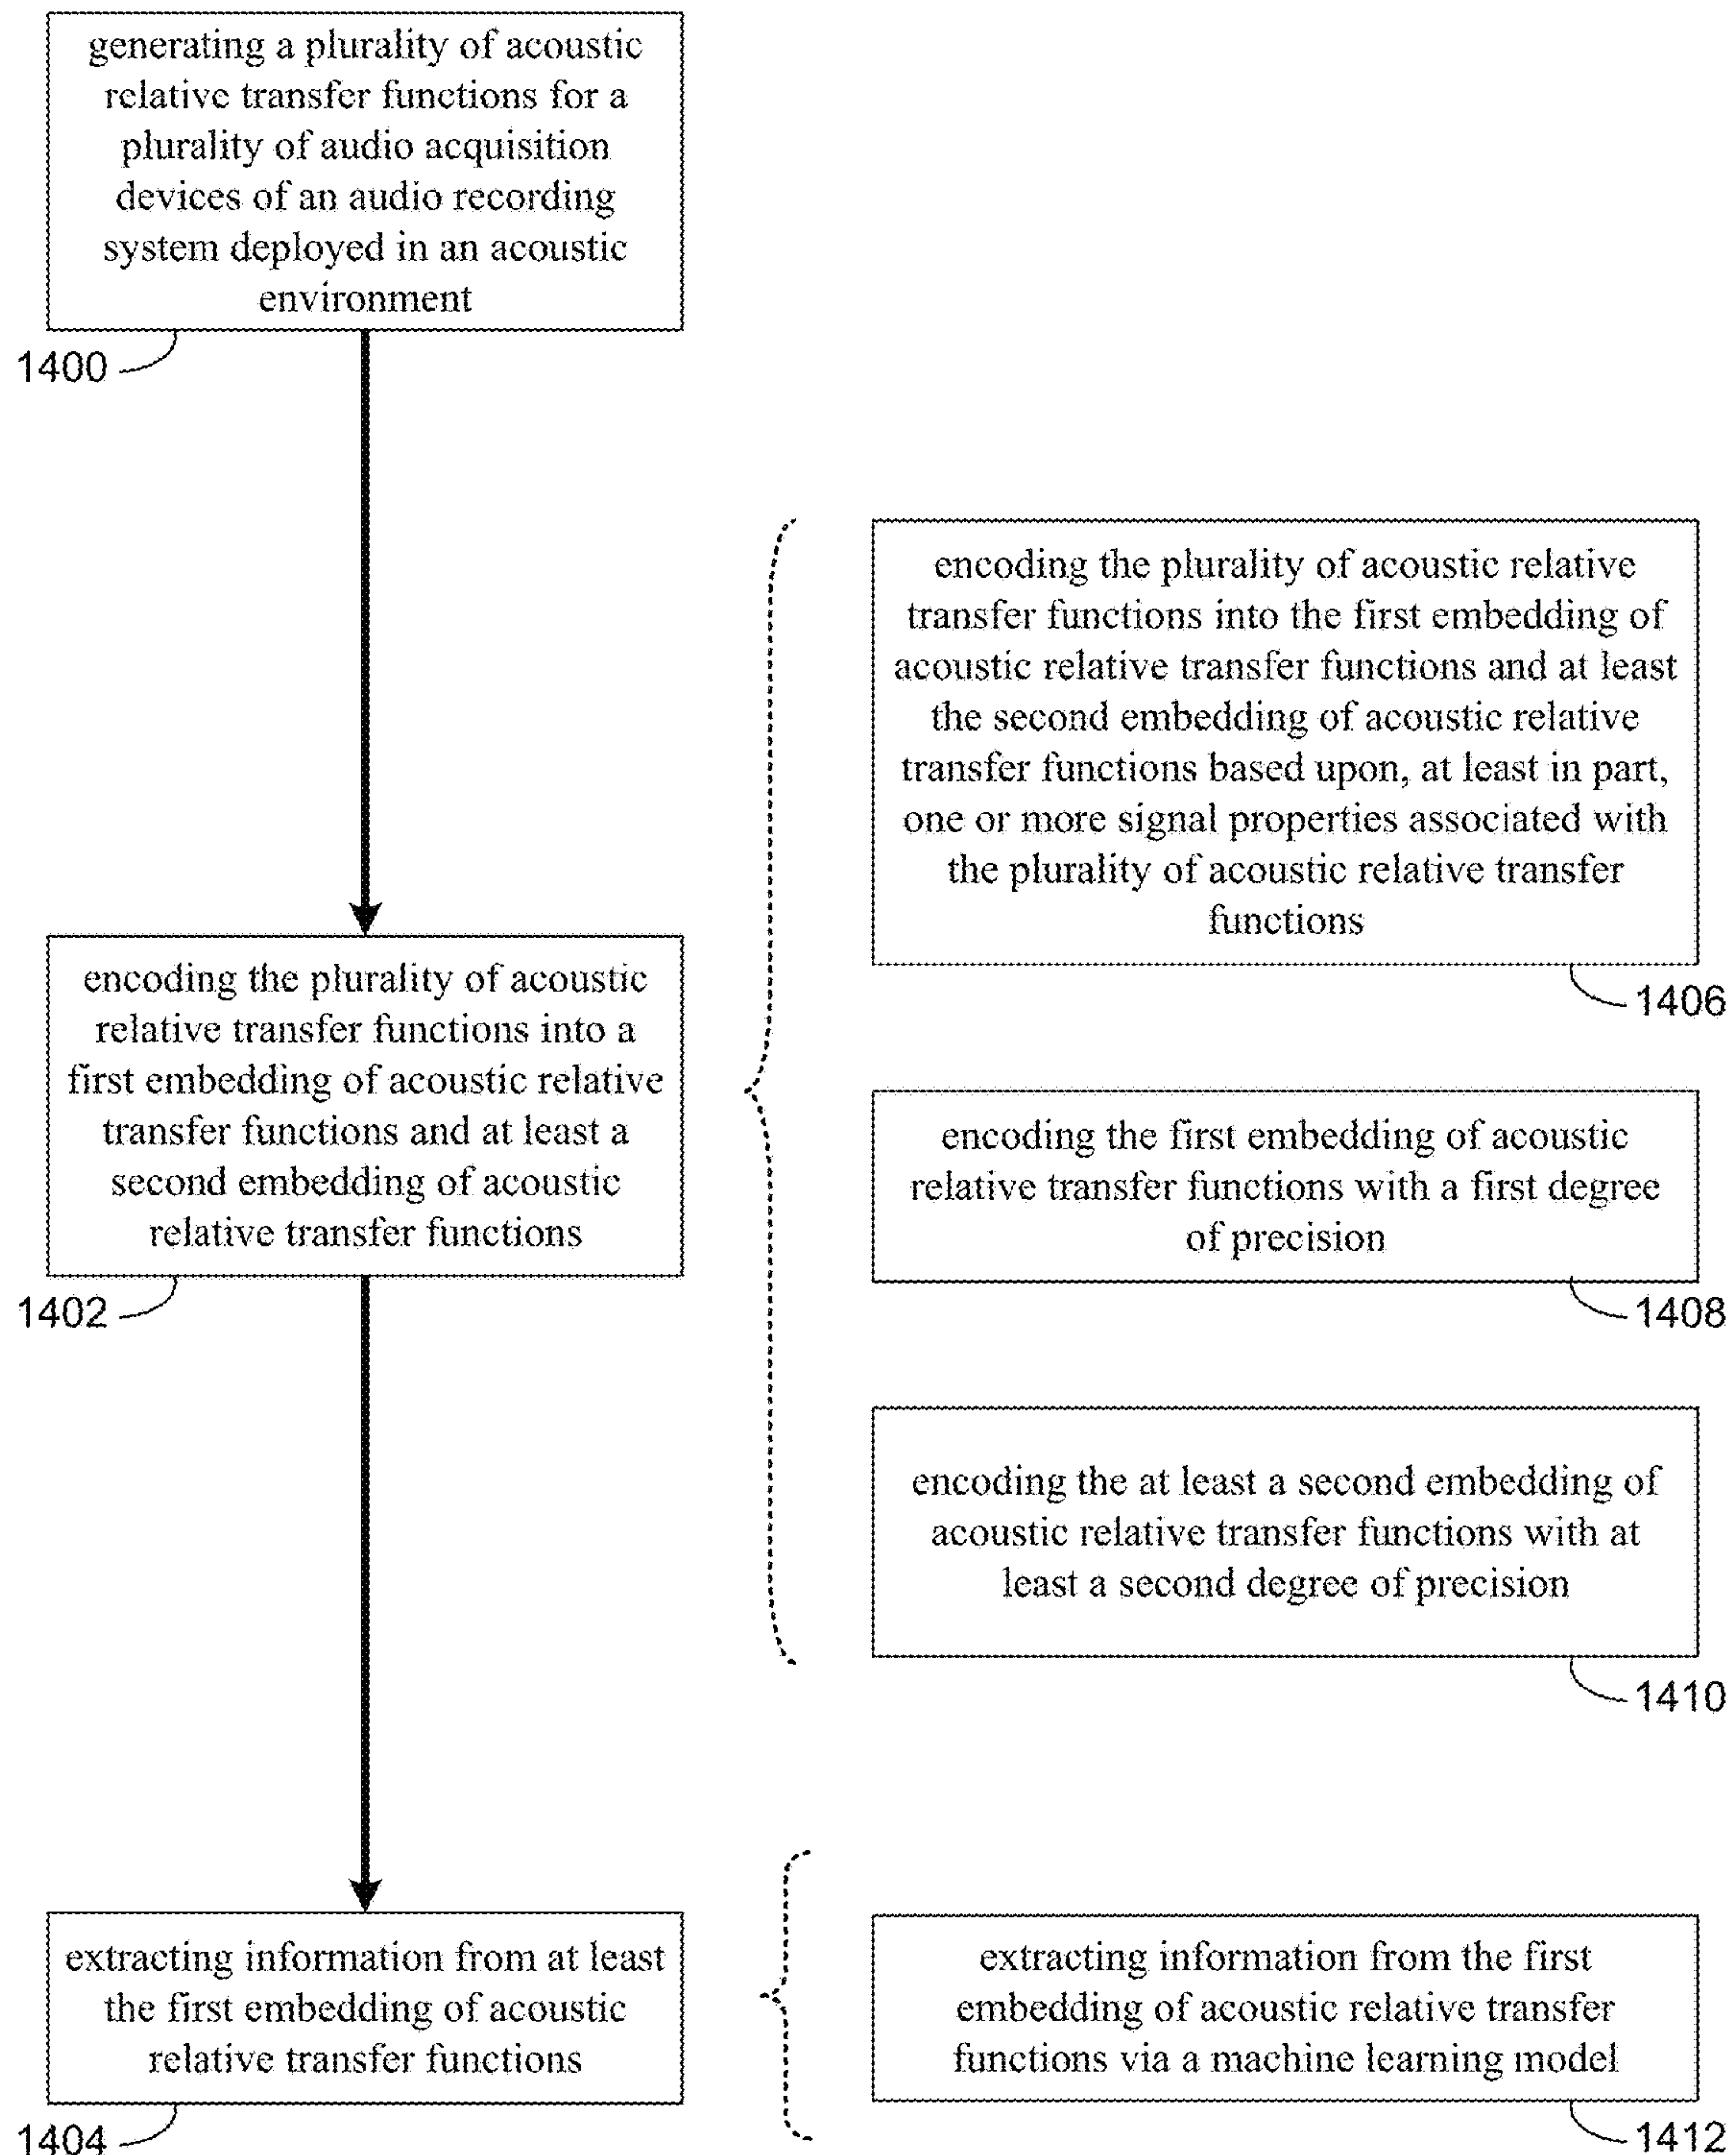 generating a plurality of acoustic
relative transfer functions for a
plurality of audio acquisition
devices of an audio recording
system deployed in an acoustic
environment
1400
encoding the plurality of acoustic
relative transfer functions into a
first embedding of acoustic relative
transfer functions and at least a
second embedding of acoustic
relative transfer functions
1402
encoding the plurality of acoustic relative
transfer functions into the first embedding of
acoustic relative transfer functions and at least
the second embedding of acoustic relative
transfer functions based upon, at least in part,
one or more signal properties associated with
the plurality of acoustic relative transfer
functions
1406
encoding the first embedding of acoustic
relative transfer functions with a first degree
of precision
1408
encoding the at least a second embedding of
acoustic relative transfer functions with at
least a second degree of precision
1410
extracting information from at least
the first embedding of acoustic
relative transfer functions
1404
extracting information from the first
embedding of acoustic relative transfer
functions via a machine learning model
1412